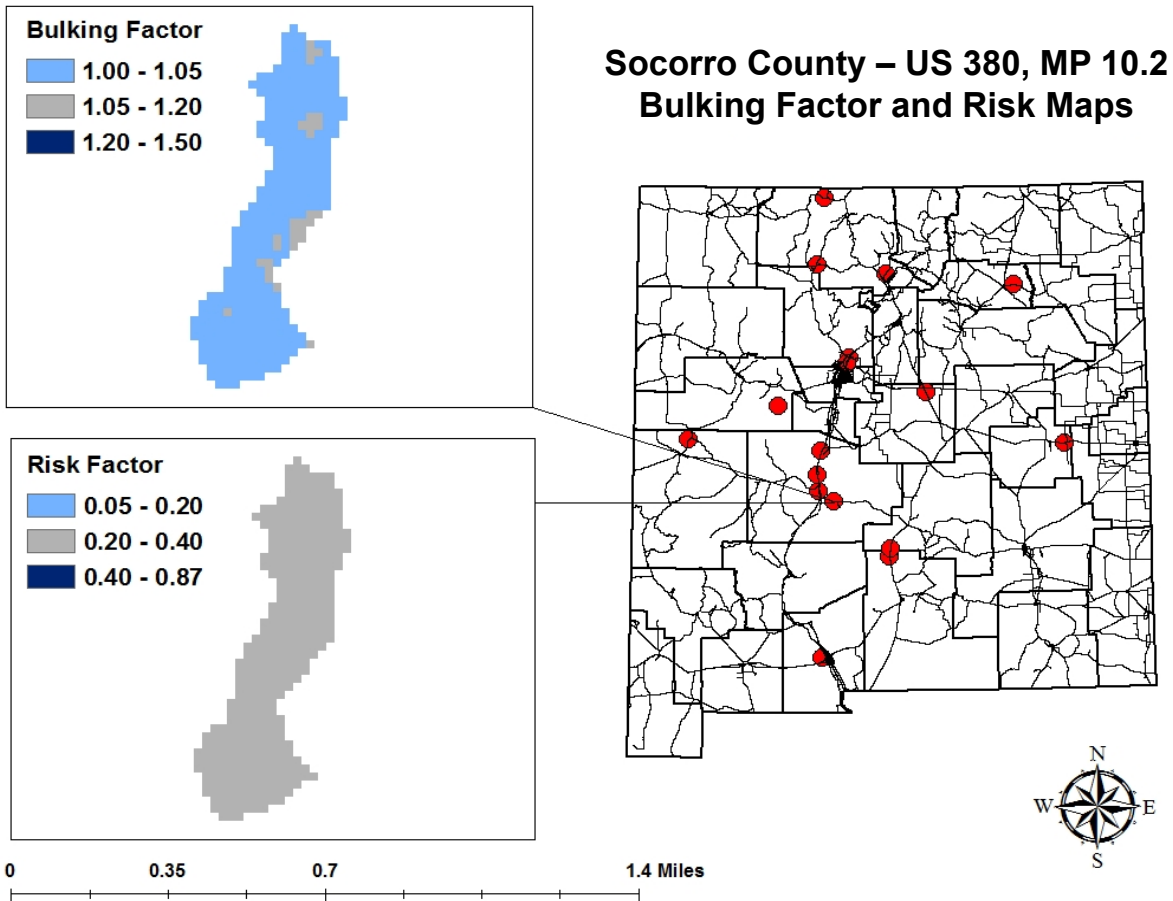 Bulking Factor
1.00 - 1.05
1.05 - 1.20
1.20 - 1.50
Socorro County – US 380, MP 10.2
Bulking Factor and Risk Maps
Risk Factor
0.05 - 0.20
0.20 - 0.40
0.40 - 0.87
N
W E
S
0 0.35 0.7 1.4 Miles